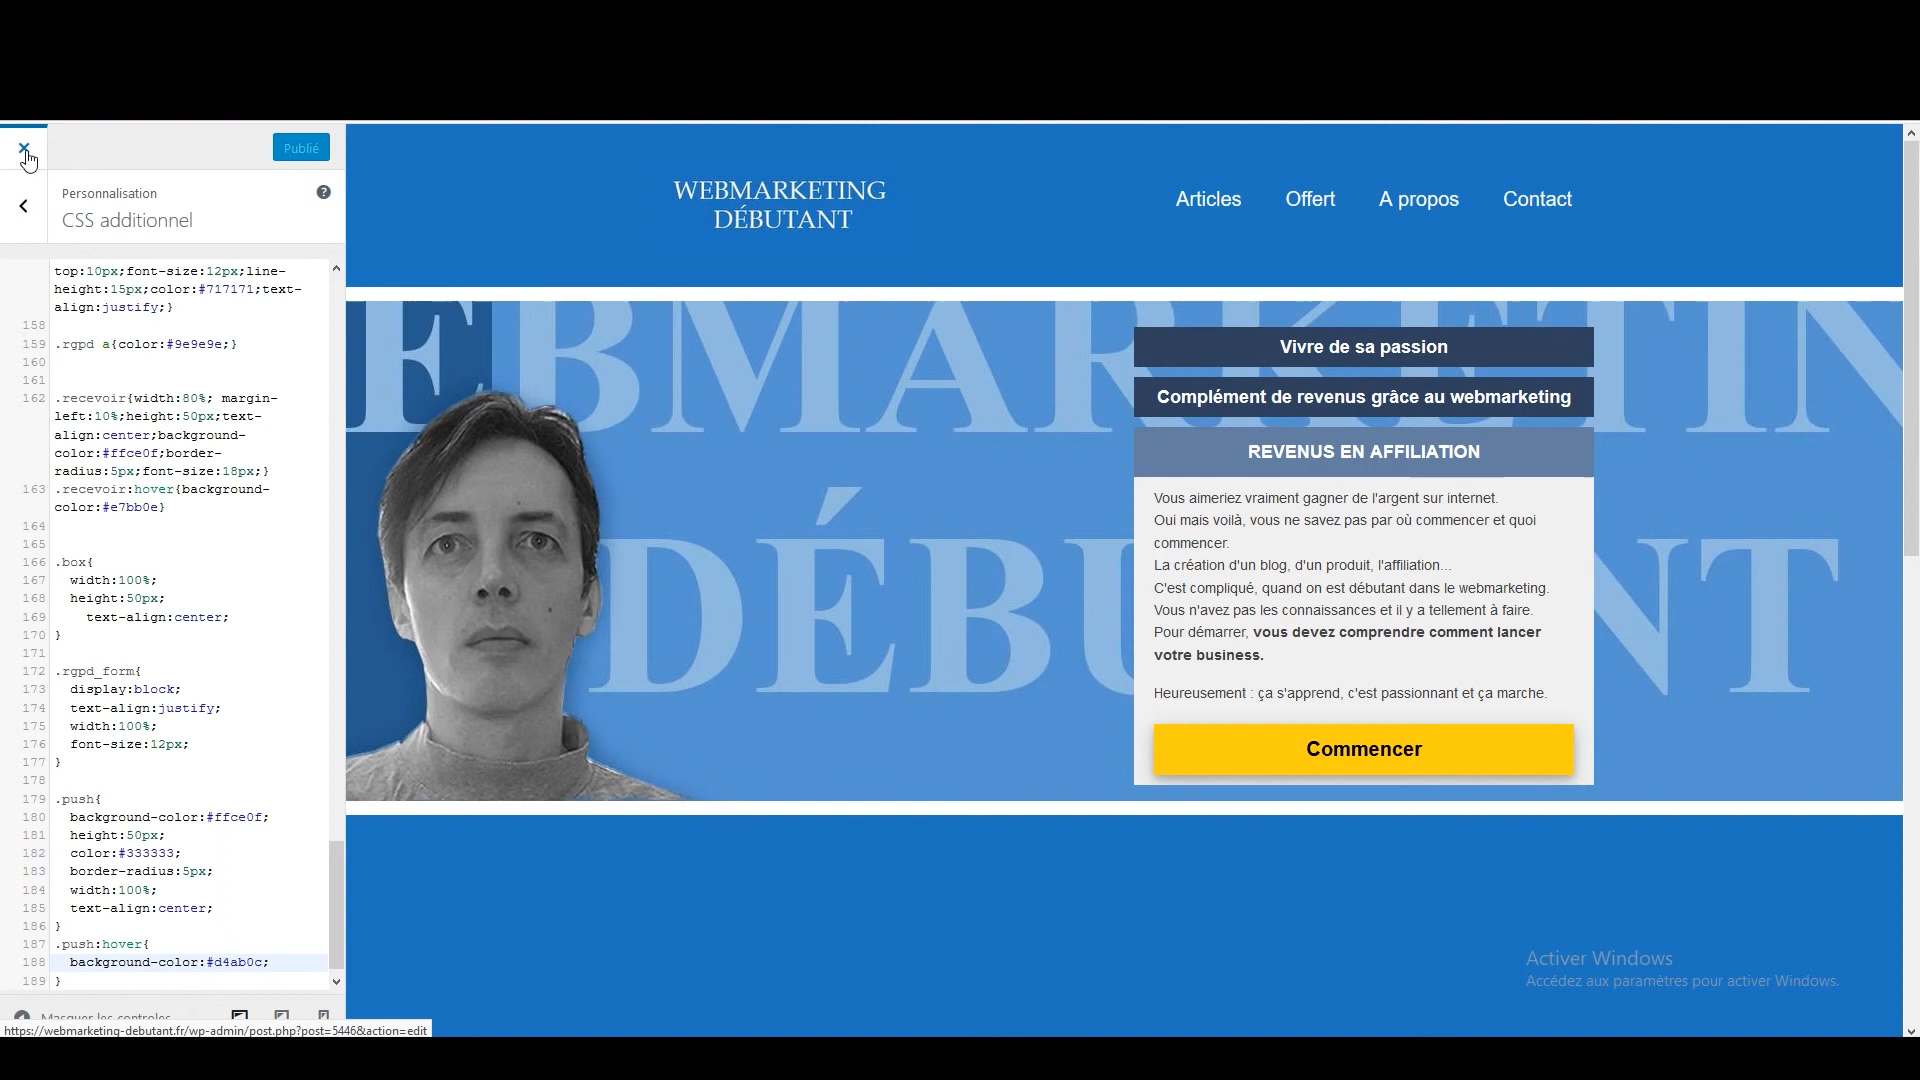 Publié
Personnalisation
CSS additionnel
top:10px;font-size:12px;line-
height:15px;color:#717171;text-
align:justify;}
158
159 .rgpd a{color:#9e9e9e;}
160
161
162 .recevoir{width:80%; margin-
left:10%;height:50px;text-
align:center;background-
color:#ffce0f;border-
radius:5px;font-size:18px;}
163 .recevoir:hover{background-
color:#e7bb0e}
164
165
166 .box{
167 width:100%;
168 height:50px;
169 text-align:center;
170 }
171
172 .rgpd_form{
173 display:block;
174 text-align:justify;
175 width:100%;
176 font-size:12px;
177 }
178
179 .push{
180 background-color:#ffce0f;
181 height:50px;
182 color:#333333;
183 border-radius:5px;
184 width:100%;
185 text-align:center;
186 }
187 .push:hover{
188 background-color:#d4ab0c;
189 }
Masquer les contrôles
https://webmarketing-debutant.fr/wp-admin/post.php?post=5446&action=edit
WEBMARKETING
DÉBUTANT
Articles Offert A propos Contact
EBMARKETIN
DÉBUTANT
Vivre de sa passion
Complément de revenus grâce au webmarketing
REVENUS EN AFFILIATION
Vous aimeriez vraiment gagner de l'argent sur internet.
Oui mais voilà, vous ne savez pas par où commencer et quoi
commencer.
La création d'un blog, d'un produit, l'affiliation...
C'est compliqué, quand on est débutant dans le webmarketing.
Vous n'avez pas les connaissances et il y a tellement à faire.
Pour démarrer, vous devez comprendre comment lancer
votre business.
Heureusement : ça s'apprend, c'est passionnant et ça marche.
Commencer
Activer Windows
Accédez aux paramètres pour activer Windows.